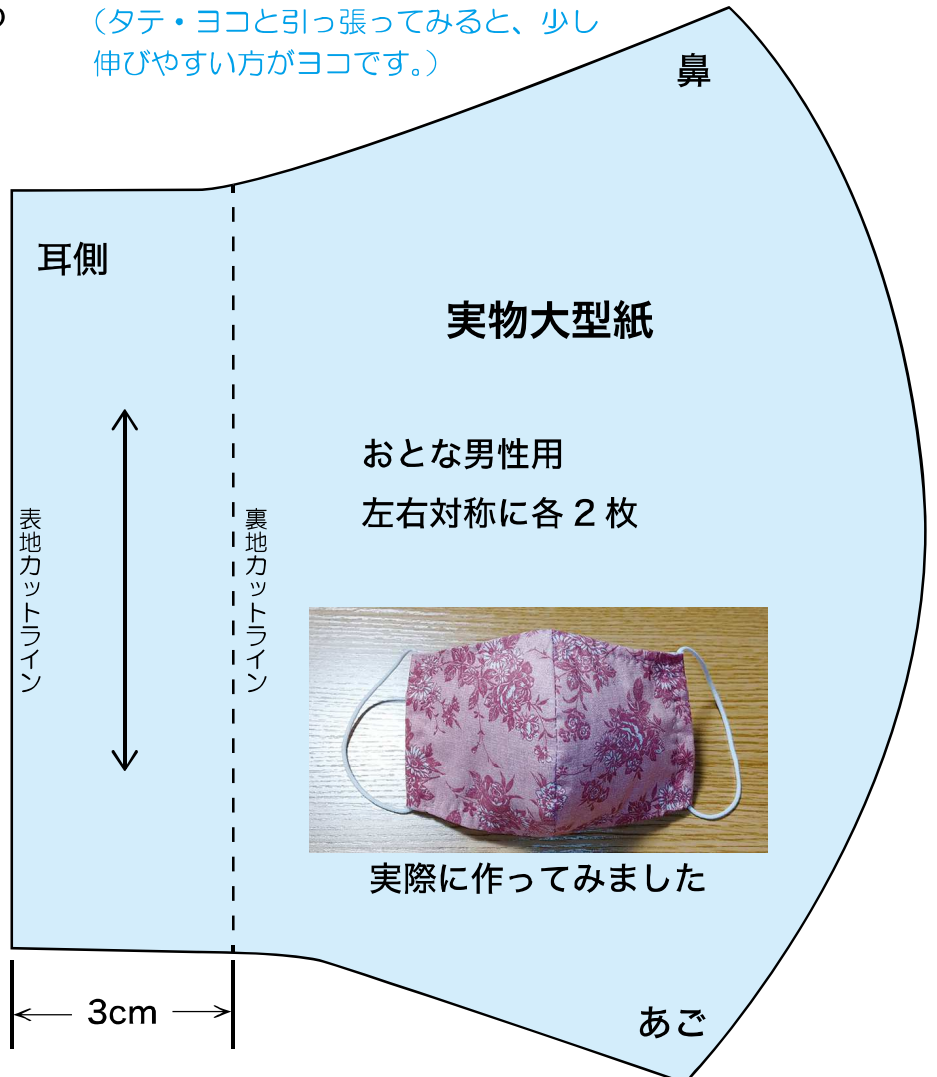 （タテ・ヨコと引っ張ってみると、少し
伸びやすい方がヨコです。）
鼻
耳側
実物大型紙
おとな男性用
左右対称に各2枚
表地カットライン
裏地カットライン
実際に作ってみました
3cm
あご